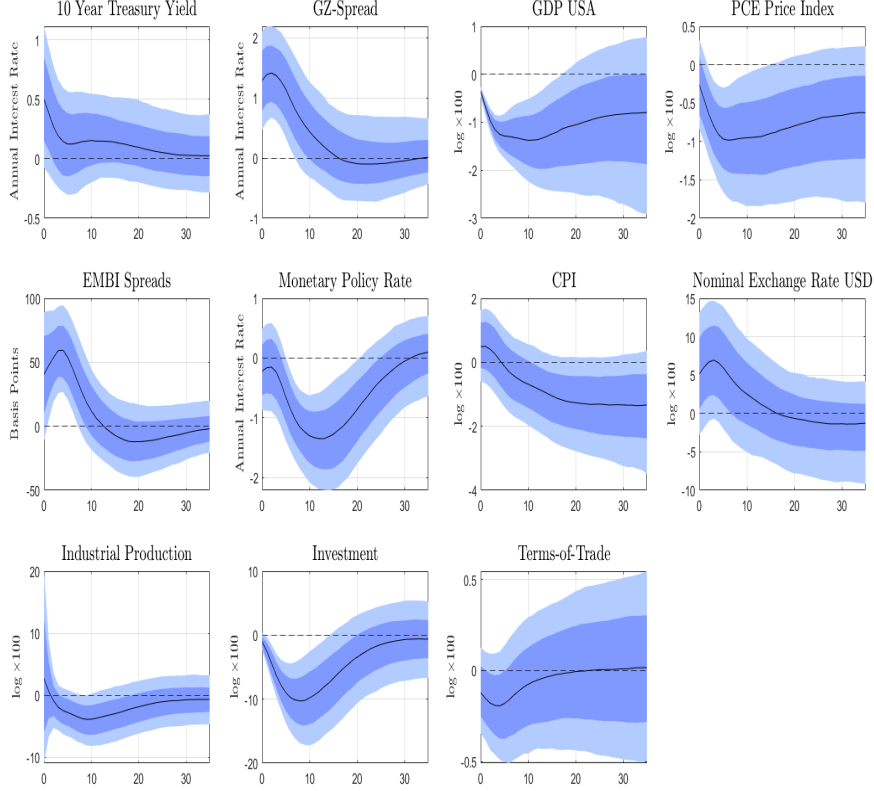 10 Year Treasury Yield
GZ-Spread
GDP USA
PCE Price Index
Annual Interest Rate
1
0.5
0
-0.5
0 10 20 30
Annual Interest Rate
2
1
0
-1
0 10 20 30
log ×100
1
0
-1
-2
-3
0 10 20 30
log ×100
0.5
0
-0.5
-1
-1.5
-2
0 10 20 30
EMBI Spreads
Monetary Policy Rate
CPI
Nominal Exchange Rate USD
Basis Points
100
50
0
-50
0 10 20 30
Annual Interest Rate
1
0
-1
-2
0 10 20 30
log ×100
2
0
-2
-4
0 10 20 30
log ×100
15
10
5
0
-5
-10
0 10 20 30
Industrial Production
Investment
Terms-of-Trade
log ×100
20
10
0
-10
0 10 20 30
log ×100
10
0
-10
-20
0 10 20 30
log ×100
0.5
0
-0.5
0 10 20 30